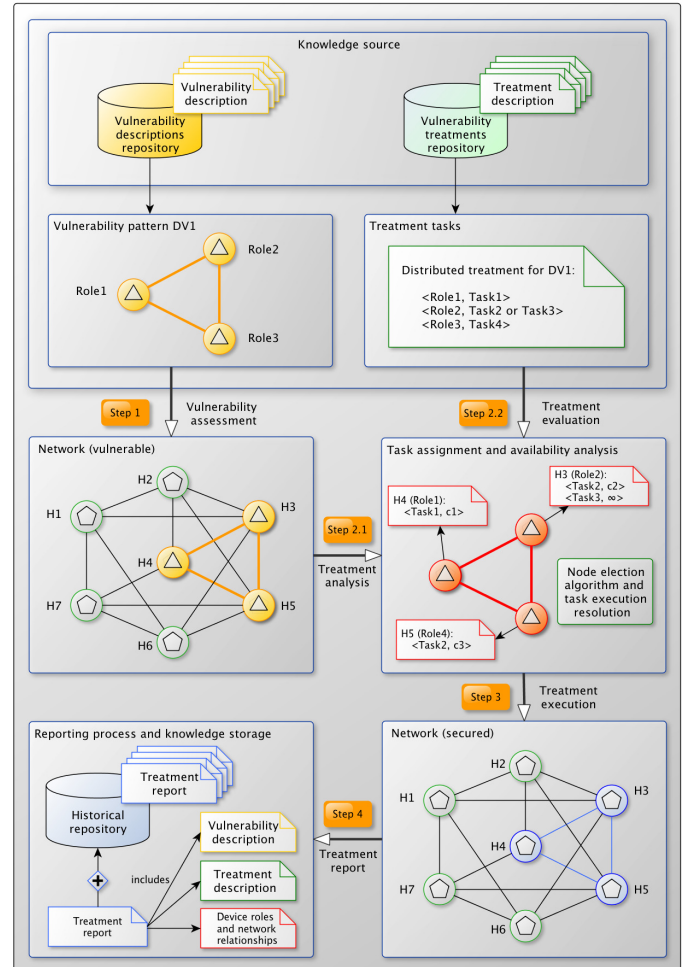 Knowledge source
Vulnerability
description
Vulnerability
descriptions
repository
Treatment
description
Vulnerability
treatments
repository
Vulnerability pattern DV1
Role2
Role1
Role3
Treatment tasks
Distributed treatment for DV1:
<Role1, Task1>
<Role2, Task2 or Task3>
<Role3, Task4>
Step 1
Vulnerability
assessment
Step 2.2
Treatment
evaluation
Network (vulnerable)
H2
H1
H3
H4
H7
H5
H6
Step 2.1
Treatment
analysis
Task assignment and availability analysis
H3 (Role2):
<Task2, c2>
<Task3, ∞>
H4 (Role1):
<Task1, c1>
Node election
algorithm and
task execution
resolution
H5 (Role4):
<Task2, c3>
Step 3
Treatment
execution
Reporting process and knowledge storage
Treatment
report
Historical
repository
Vulnerability
description
includes
Treatment
description
Treatment
report
Device roles
and network
relationships
Step 4
Treatment
report
Network (secured)
H2
H1
H3
H4
H7
H5
H6